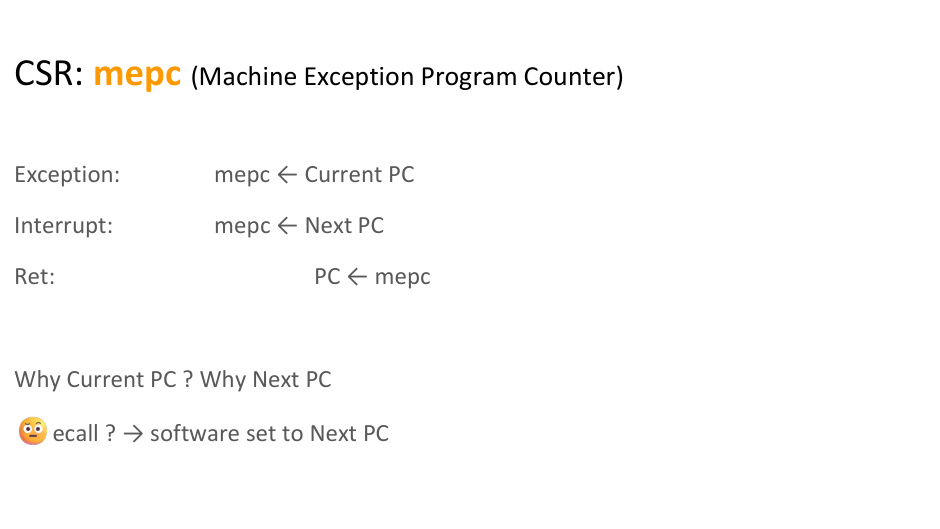 CSR: mepc (Machine Exception Program Counter)
Exception: mepc ← Current PC
Interrupt: mepc ← Next PC
Ret: PC ← mepc
Why Current PC ? Why Next PC
😳 ecall ? → software set to Next PC